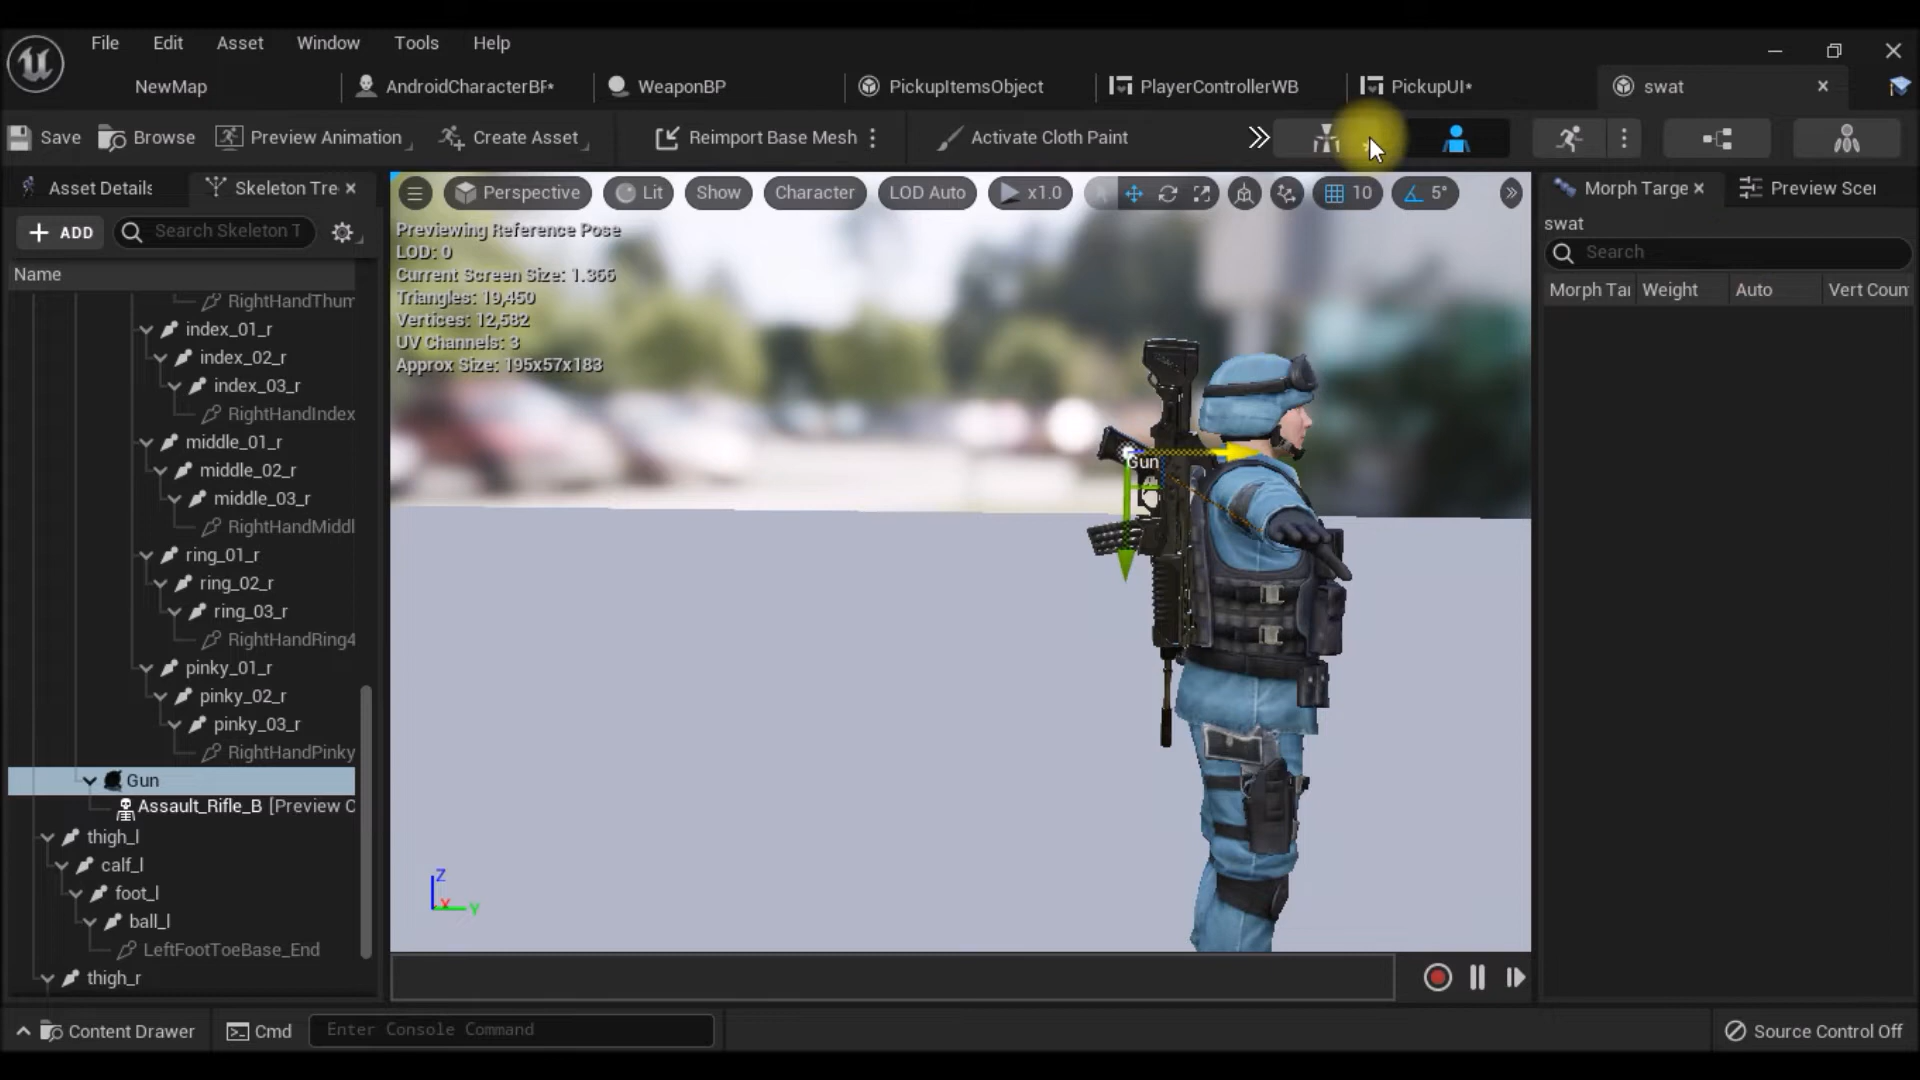 File Edit Asset Window Tools Help
NewMap AndroidCharacterBP* WeaponBP PickupItemsObject PlayerControllerWB PickupUI* swat
Save Browse Preview Animation Create Asset Reimport Base Mesh Activate Cloth Paint
Asset Details Skeleton Tre
ADD Search Skeleton T
Name
RightHandThum
index_01_r
index_02_r
index_03_r
RightHandIndex
middle_01_r
middle_02_r
middle_03_r
RightHandMiddl
ring_01_r
ring_02_r
ring_03_r
RightHandRing4
pinky_01_r
pinky_02_r
pinky_03_r
RightHandPinky
Gun
Assault_Rifle_B [Preview C
thigh_l
calf_l
foot_l
ball_l
LeftFootToeBase_End
thigh_r
Perspective Lit Show Character LOD Auto x1.0 10 5°
Previewing Reference Pose
LOD: 0
Current Screen Size: 1.366
Triangles: 19,450
Vertices: 12,582
UV Channels: 3
Approx Size: 195x57x183
Gun
Z
X
Y
Morph Targe Preview Scei
swat
Search
Morph Tar Weight Auto Vert Coun
Content Drawer Cmd Enter Console Command Source Control Off